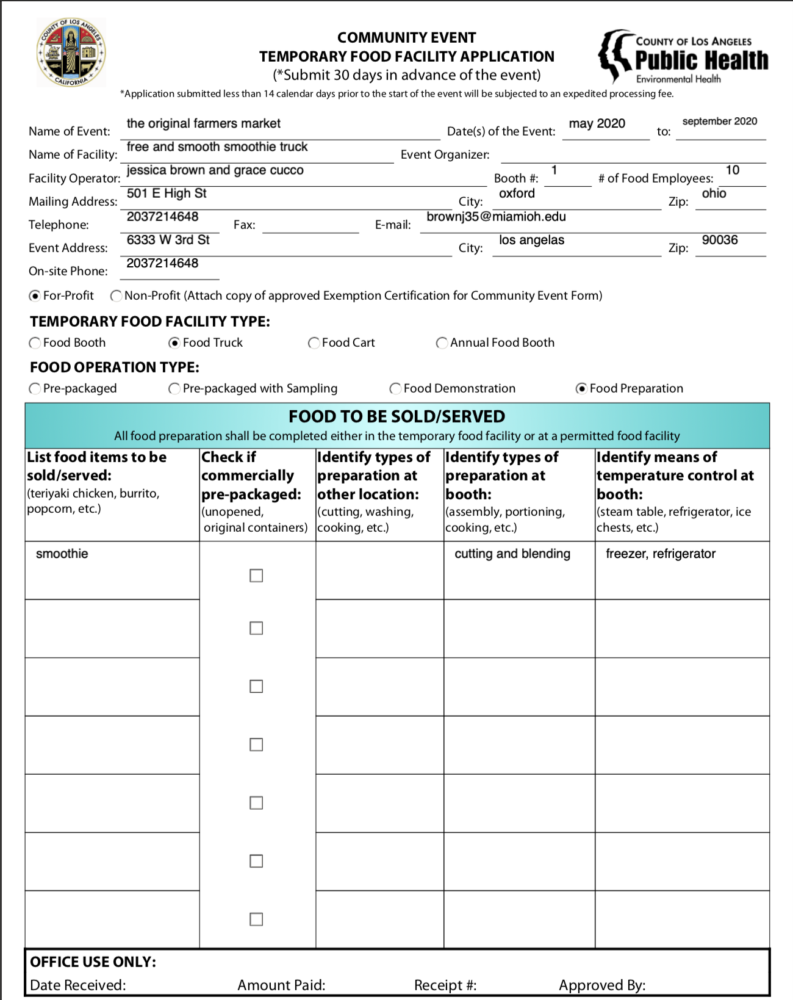 COUNTY OF LOS ANGELES
CALIFORNIA
COMMUNITY EVENT
TEMPORARY FOOD FACILITY APPLICATION
(*Submit 30 days in advance of the event)
COUNTY OF LOS ANGELES
Public Health
Environmental Health
*Application submitted less than 14 calendar days prior to the start of the event will be subjected to an expedited processing fee.
Name of Event: the original farmers market Date(s) of the Event: may 2020 to: september 2020
Name of Facility: free and smooth smoothie truck Event Organizer:
Facility Operator: jessica brown and grace cucco Booth #: 1 # of Food Employees: 10
Mailing Address: 501 E High St City: oxford Zip: ohio
Telephone: 2037214648 Fax: E-mail: brownj35@miamioh.edu
Event Address: 6333 W 3rd St City: los angelas Zip: 90036
On-site Phone: 2037214648
For-Profit Non-Profit (Attach copy of approved Exemption Certification for Community Event Form)
TEMPORARY FOOD FACILITY TYPE:
Food Booth Food Truck Food Cart Annual Food Booth
FOOD OPERATION TYPE:
Pre-packaged Pre-packaged with Sampling Food Demonstration Food Preparation
FOOD TO BE SOLD/SERVED
All food preparation shall be completed either in the temporary food facility or at a permitted food facility
List food items to be
sold/served:
(teriyaki chicken, burrito,
popcorn, etc.)
Check if
commercially
pre-packaged:
(unopened,
original containers)
Identify types of
preparation at
other location:
(cutting, washing,
cooking, etc.)
Identify types of
preparation at
booth:
(assembly, portioning,
cooking, etc.)
Identify means of
temperature control at
booth:
(steam table, refrigerator, ice
chests, etc.)
smoothie cutting and blending freezer, refrigerator
OFFICE USE ONLY:
Date Received: Amount Paid: Receipt #: Approved By: